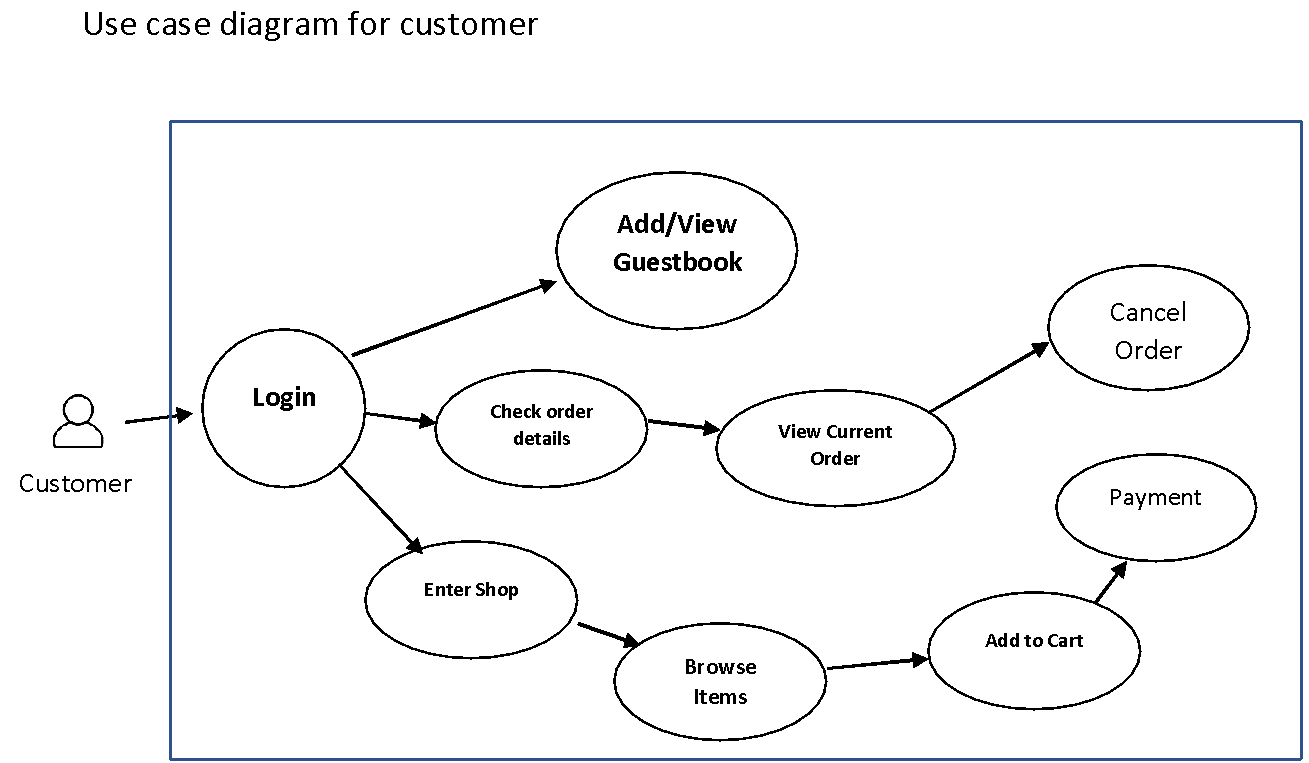 Use case diagram for customer
Add/View
Guestbook
Cancel
Order
Login
Check order
details
View Current
Order
Customer
Payment
Enter Shop
Browse
Items
Add to Cart